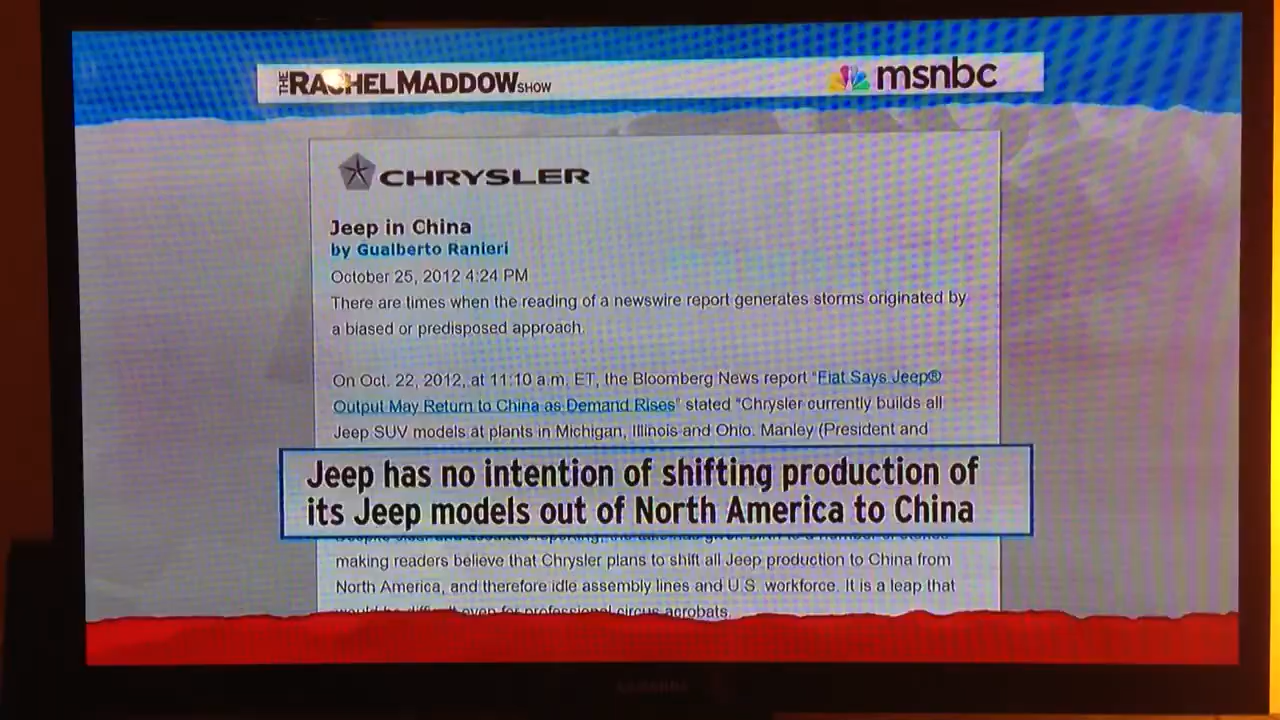 THE RACHEL MADDOW SHOW
msnbc
CHRYSLER
Jeep in China
by Gualberto Ranieri
October 25, 2012 4:24 PM
There are times when the reading of a newswire report generates storms originated by
a biased or predisposed approach.
On Oct. 22, 2012, at 11:10 a.m. ET, the Bloomberg News report "Fiat Says Jeep®
Output May Return to China as Demand Rises" stated "Chrysler currently builds all
Jeep SUV models at plants in Michigan, Illinois and Ohio. Manley (President and
Jeep has no intention of shifting production of
its Jeep models out of North America to China
making readers believe that Chrysler plans to shift all Jeep production to China from
North America, and therefore idle assembly lines and U.S. workforce. It is a leap that
even for professional circus acrobats.